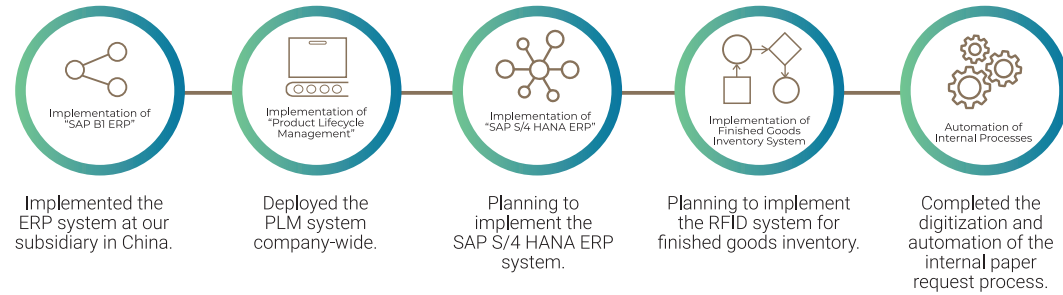 Implementation of
"SAP B1 ERP"
Implementation of
"Product Lifecycle
Management"
Implementation of
"SAP S/4 HANA ERP"
Implementation of
Finished Goods
Inventory System
Automation of
Internal Processes
Implemented the
ERP system at our
subsidiary in China.
Deployed the
PLM system
company-wide.
Planning to
implement the
SAP S/4 HANA ERP
system.
Planning to implement
the RFID system for
finished goods inventory.
Completed the
digitization and
automation of the
internal paper
request process.